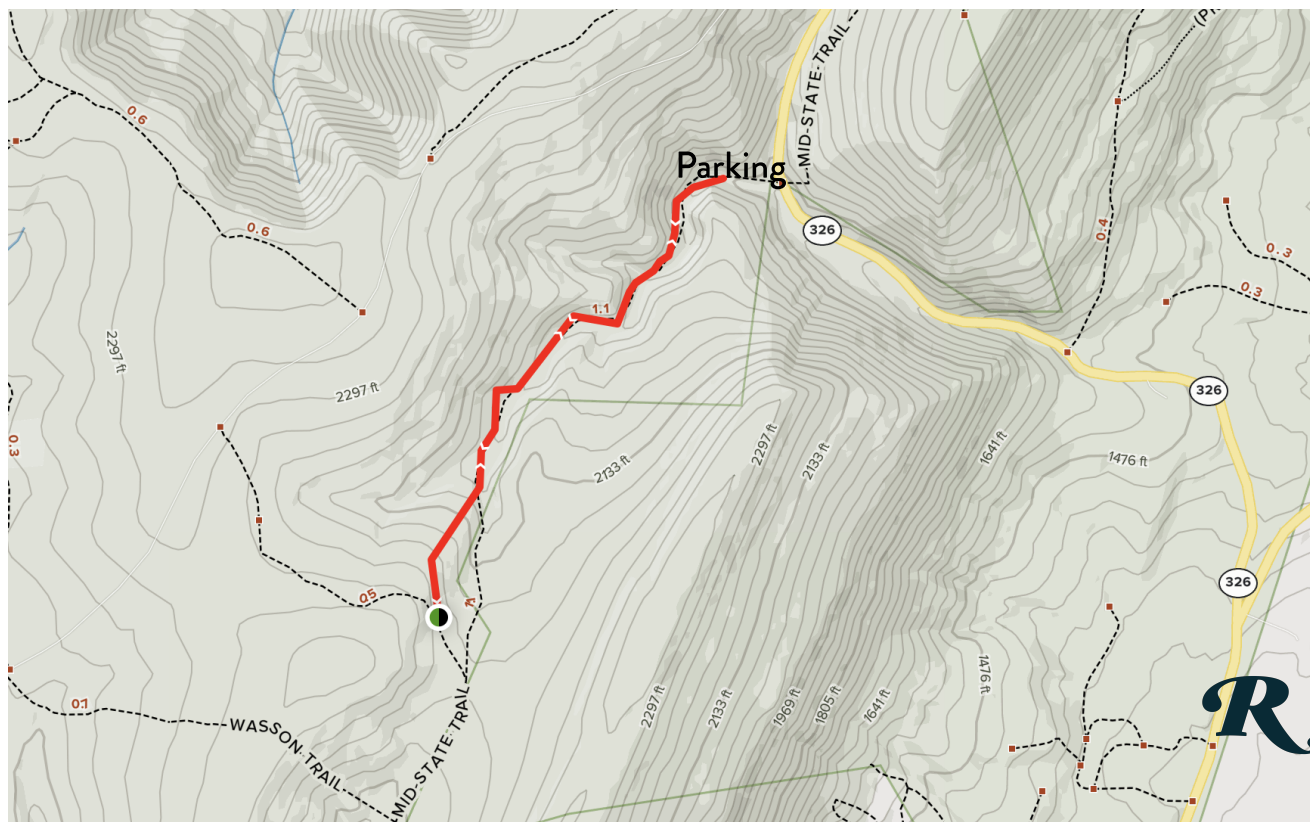 MID-STATE-TRAIL
(PR
0.6
Parking
0.6
326
0.4
0.3
0.3
1.1
2297 ft
2297 ft
326
0.3
2133 ft
2297 ft
2133 ft
1641 ft
1476 ft
326
0.5
1476 ft
0.1
WASSON-TRAIL
MID-STATE-TRAIL
2297 ft
2133 ft
1969 ft
1805 ft
1641 ft
R